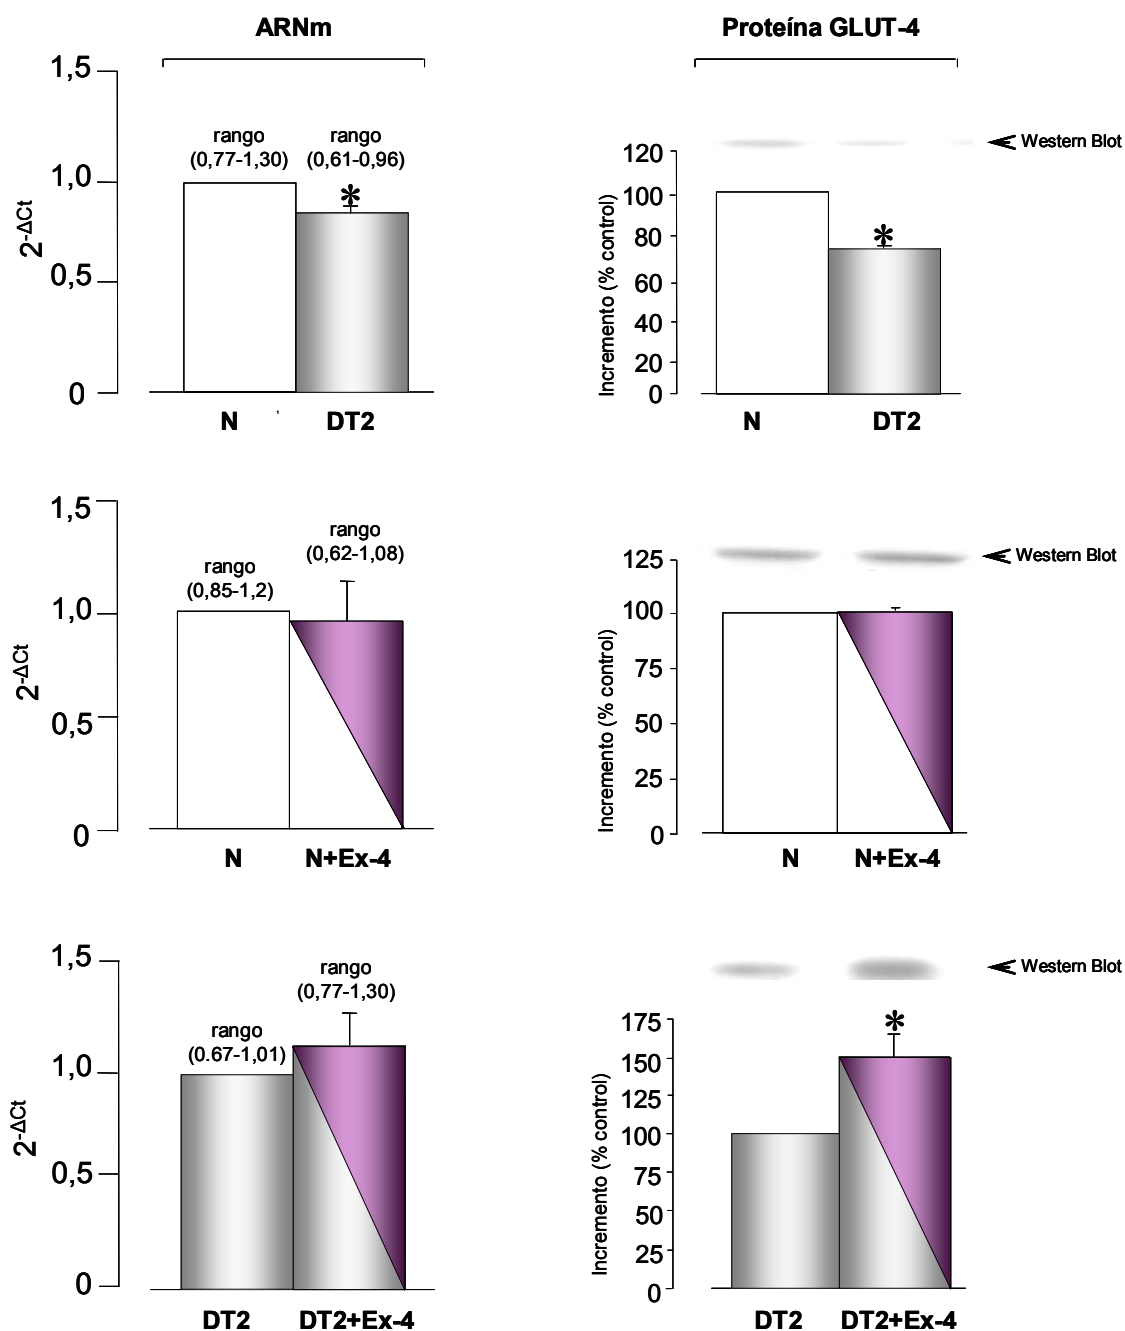 ARNm
Proteína GLUT-4
1,5
1,0
0,5
0
2-ΔCt
rango
(0,77-1,30)
rango
(0,61-0,96)
*
N
DT2
Western Blot
120
100
80
60
40
20
0
Incremento (% control)
*
N
DT2
1,5
1,0
0,5
0
2-ΔCt
rango
(0,85-1,2)
rango
(0,62-1,08)
N
N+Ex-4
Western Blot
125
100
75
50
25
0
Incremento (% control)
N
N+Ex-4
1,5
1,0
0,5
0
2-ΔCt
rango
(0.67-1,01)
rango
(0,77-1,30)
DT2
DT2+Ex-4
Western Blot
175
150
125
100
75
50
25
0
Incremento (% control)
*
DT2
DT2+Ex-4